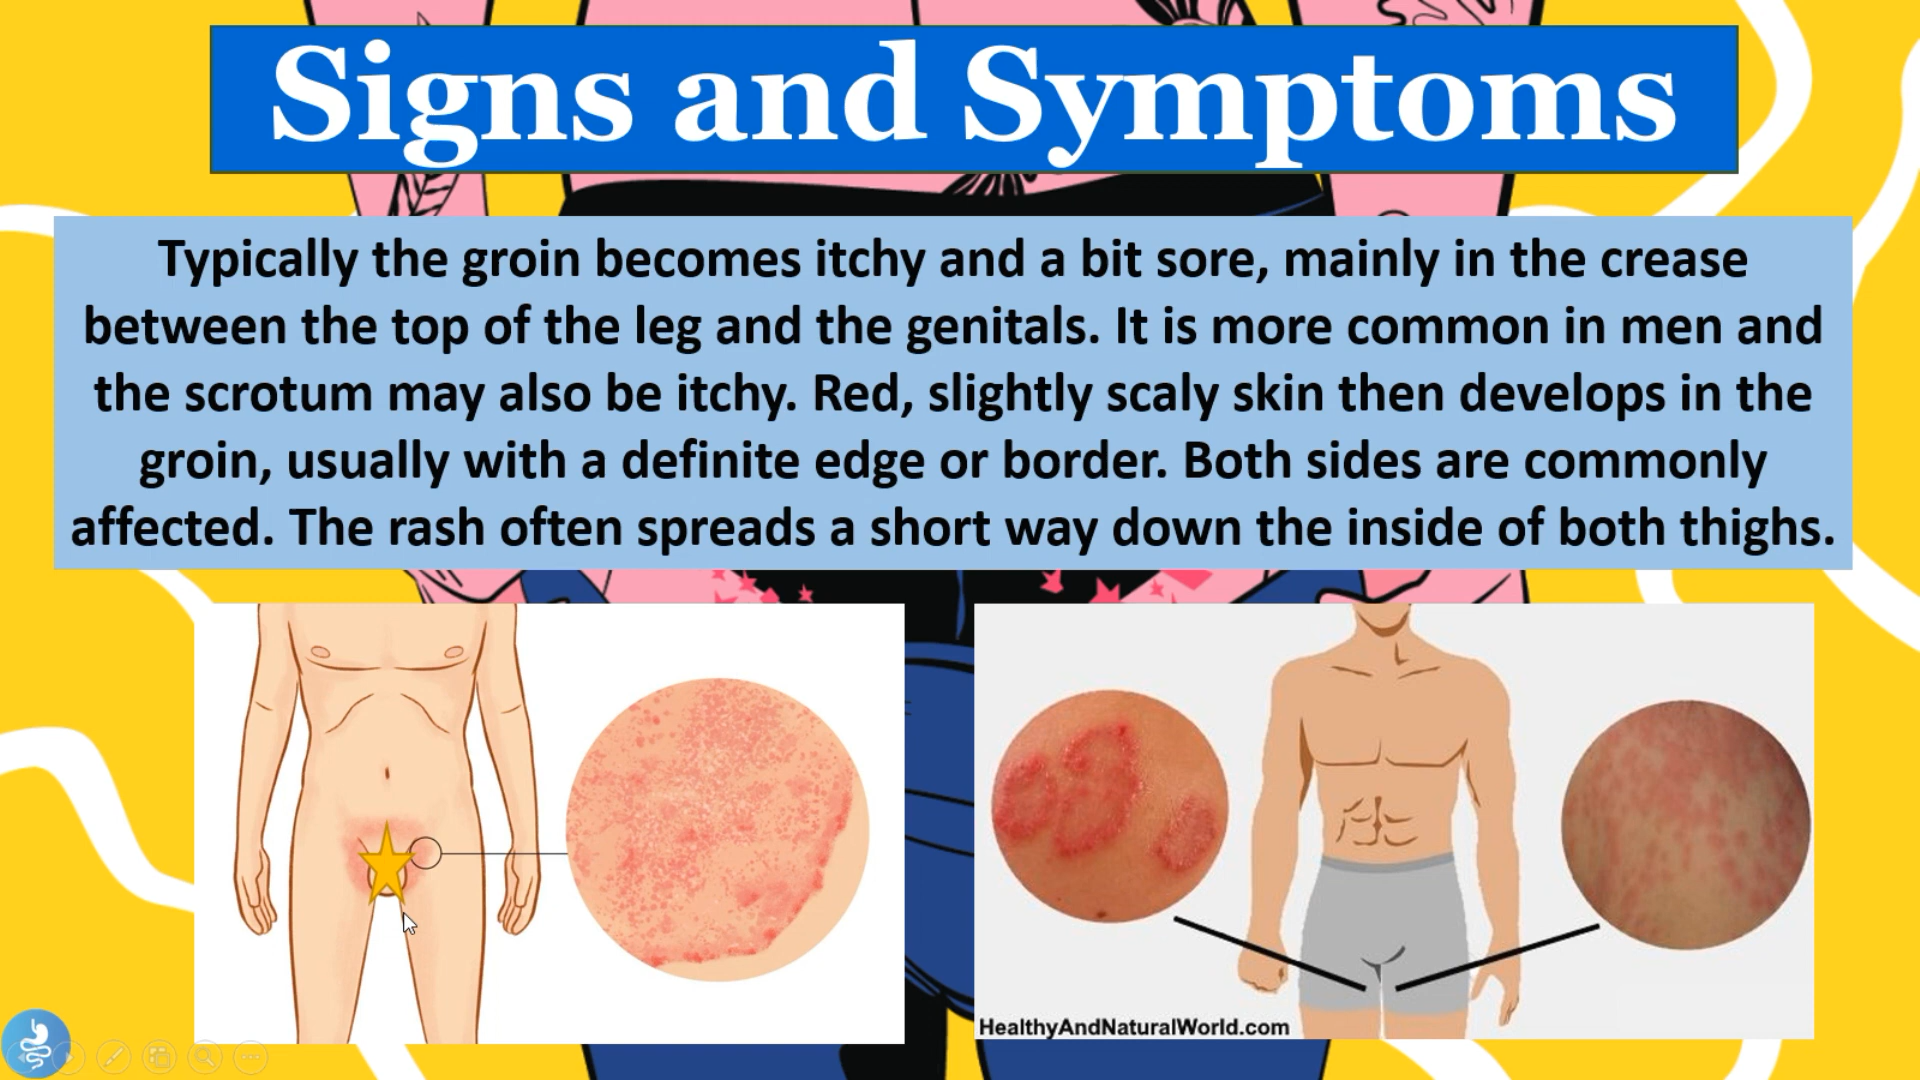 Signs and Symptoms
Typically the groin becomes itchy and a bit sore, mainly in the crease
between the top of the leg and the genitals. It is more common in men and
the scrotum may also be itchy. Red, slightly scaly skin then develops in the
groin, usually with a definite edge or border. Both sides are commonly
affected. The rash often spreads a short way down the inside of both thighs.
HealthyAndNaturalWorld.com